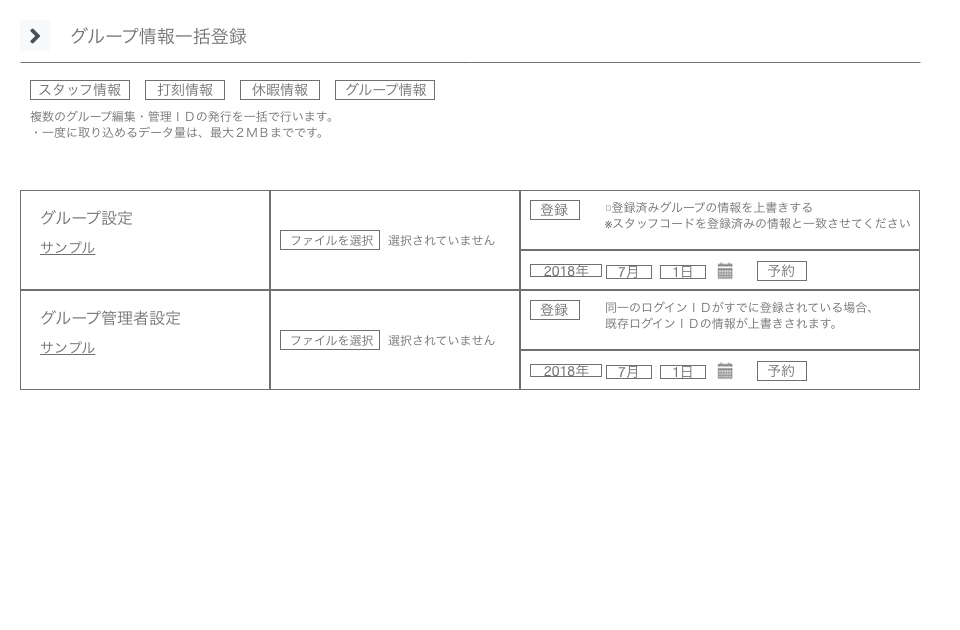 グループ情報一括登録
スタッフ情報 打刻情報 休暇情報 グループ情報
複数のグループ編集・管理ＩＤの発行を一括で行います。
・一度に取り込めるデータ量は、最大２ＭＢまでです。
グループ設定
サンプル
ファイルを選択 選択されていません
登録
□登録済みグループの情報を上書きする
※スタッフコードを登録済みの情報と一致させてください
2018年 7月 1日 予約
グループ管理者設定
サンプル
ファイルを選択 選択されていません
登録
同一のログインＩＤがすでに登録されている場合、
既存ログインＩＤの情報が上書きされます。
2018年 7月 1日 予約